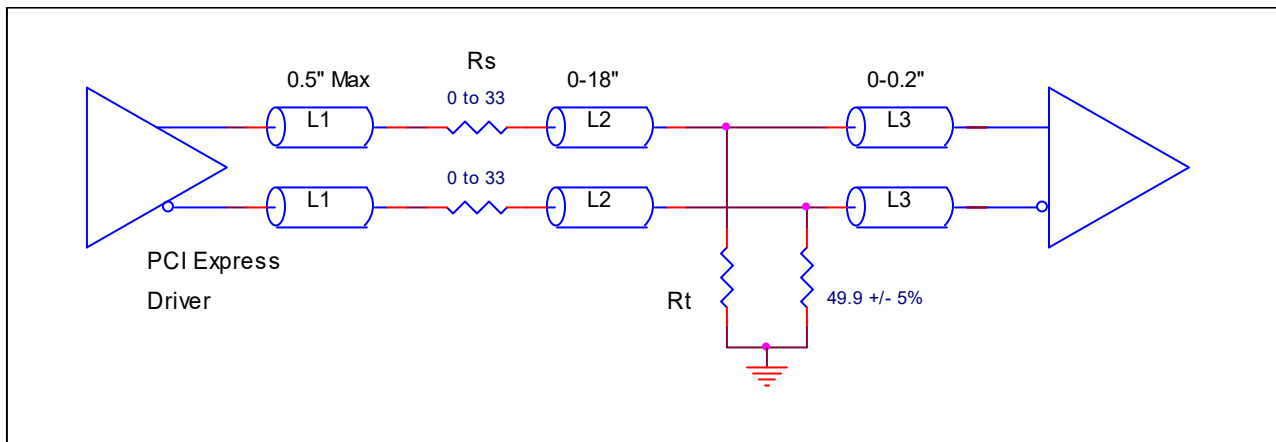 Rs
0.5" Max
0-18"
0-0.2"
0 to 33
L1
L2
L3
0 to 33
L1
L2
L3
PCI Express
Driver
Rt
49.9 +/- 5%